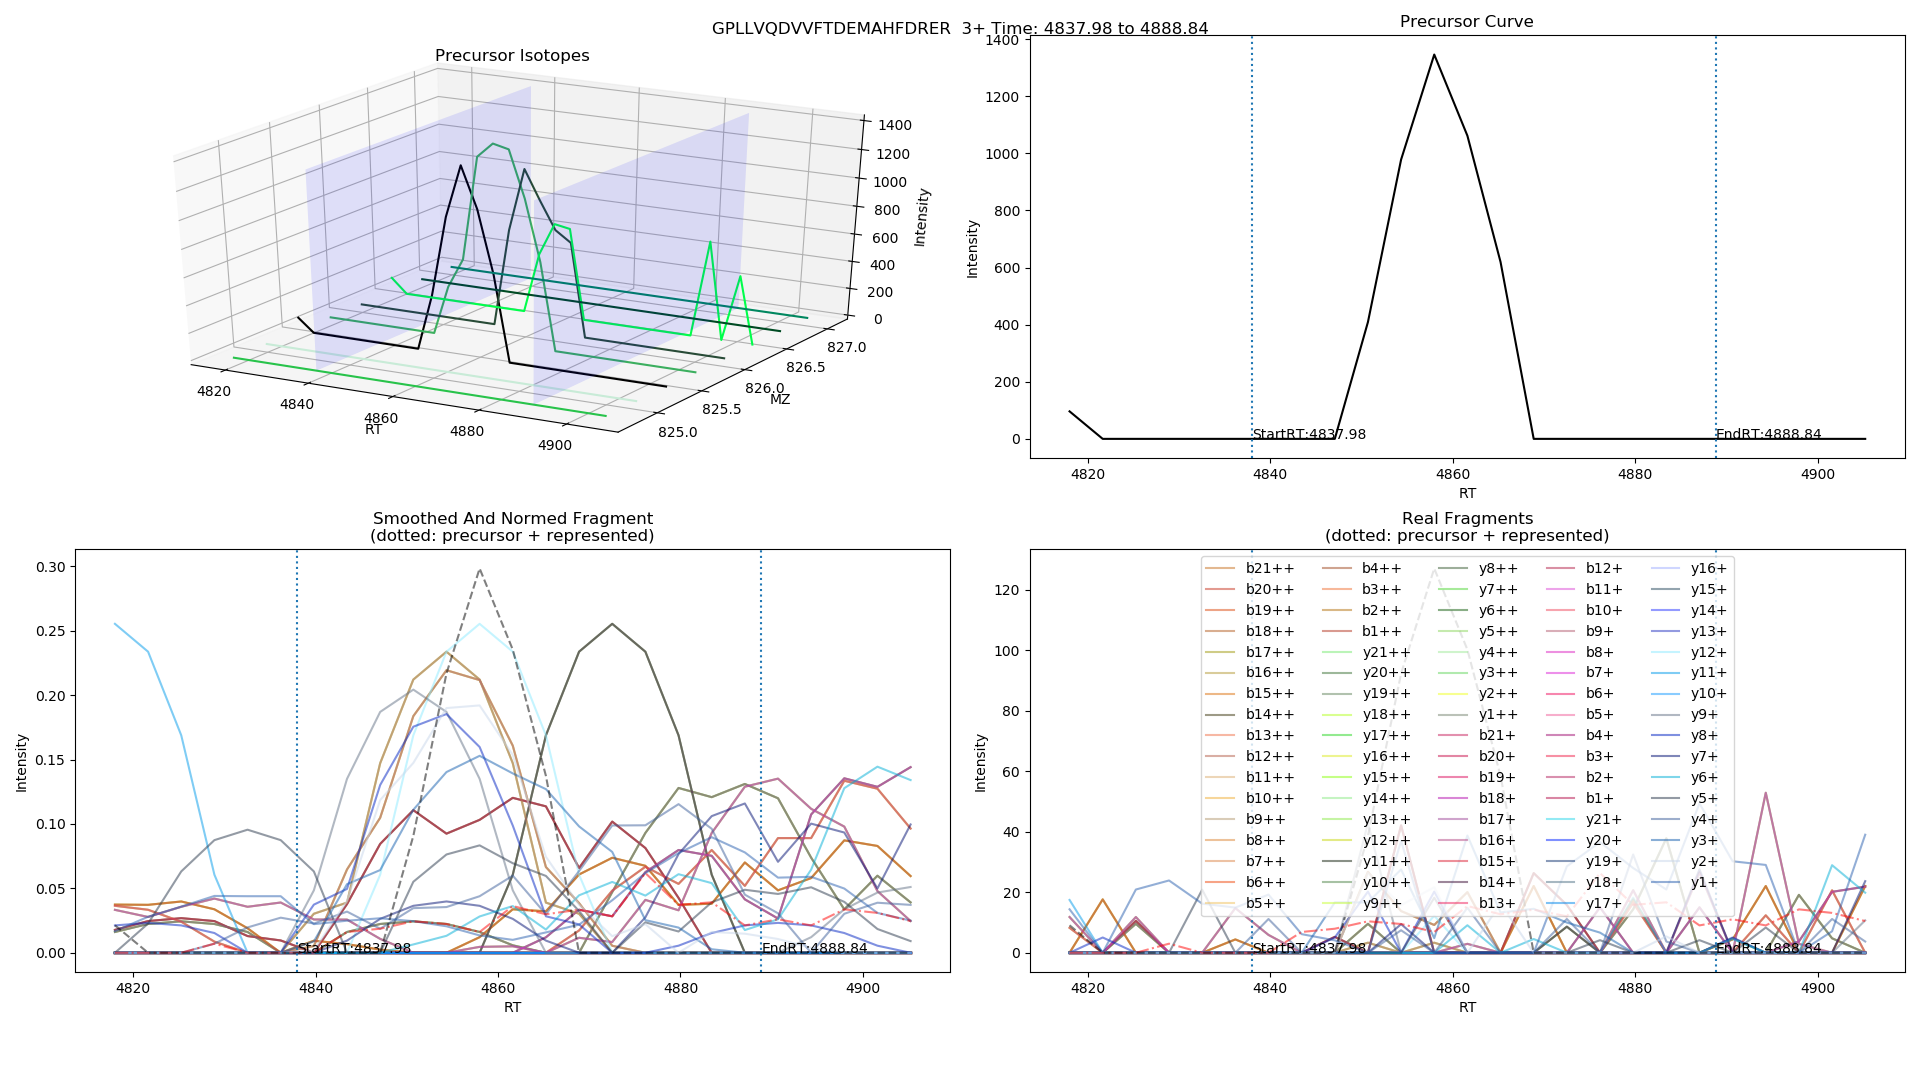 GPLLVQDVVFTDEMAHFDRER  3+ Time: 4837.98 to 4888.84
Precursor Isotopes
1400
1200
1000
800
600
400
200
0
Intensity
4820
4840
4860
4880
4900
RT
825.0
825.5
826.0
826.5
827.0
MZ
Precursor Curve
1400
1200
1000
800
600
400
200
0
Intensity
StartRT:4837.98
EndRT:4888.84
4820 4840 4860 4880 4900
RT
Smoothed And Normed Fragment
(dotted: precursor + represented)
0.30
0.25
0.20
0.15
0.10
0.05
0.00
Intensity
StartRT:4837.98
EndRT:4888.84
4820 4840 4860 4880 4900
RT
Real Fragments
(dotted: precursor + represented)
120
100
80
60
40
20
0
Intensity
b21++ b4++ y8++ b12+ y16+
b20++ b3++ y7++ b11+ y15+
b19++ b2++ y6++ b10+ y14+
b18++ b1++ y5++ b9+ y13+
b17++ y21++ y4++ b8+ y12+
b16++ y20++ y3++ b7+ y11+
b15++ y19++ y2++ b6+ y10+
b14++ y18++ y1++ b5+ y9+
b13++ y17++ b21+ b4+ y8+
b12++ y16++ b20+ b3+ y7+
b11++ y15++ b19+ b2+ y6+
b10++ y14++ b18+ b1+ y5+
b9++ y13++ b17+ y21+ y4+
b8++ y12++ b16+ y20+ y3+
b7++ y11++ b15+ y19+ y2+
b6++ y10++ b14+ y18+ y1+
b5++ y9++ b13+ y17+
StartRT:4837.98
EndRT:4888.84
4820 4840 4860 4880 4900
RT